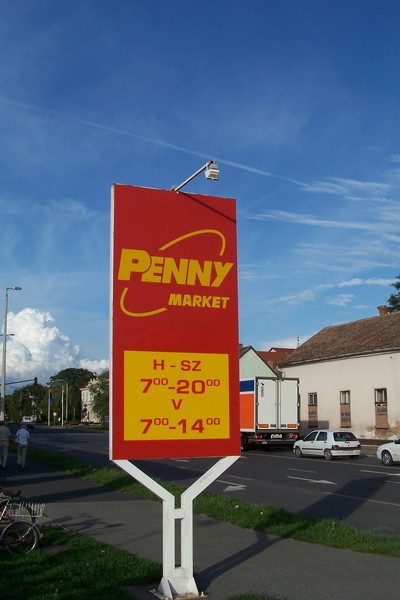 PENNY
MARKET
H - SZ
7⁰⁰-20⁰⁰
V
7⁰⁰-14⁰⁰